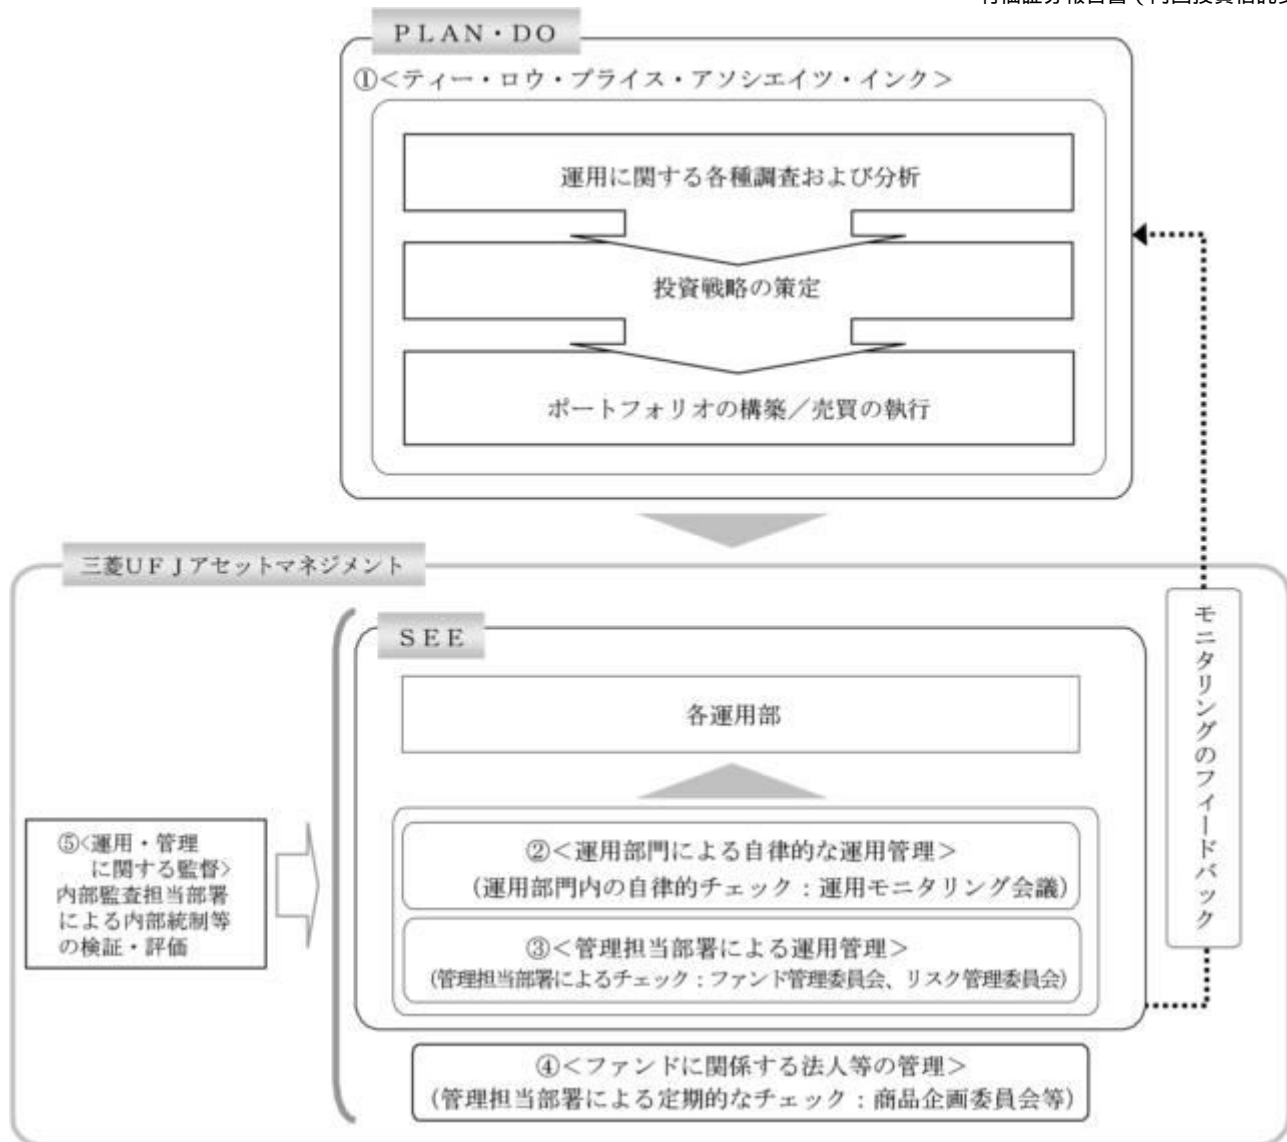 ＰＬＡＮ・ＤＯ
①＜ティー・ロウ・プライス・アソシエイツ・インク＞
運用に関する各種調査および分析
投資戦略の策定
ポートフォリオの構築／売買の執行
三菱ＵＦＪアセットマネジメント
ＳＥＥ
各運用部
②＜運用部門による自律的な運用管理＞
（運用部門内の自律的チェック：運用モニタリング会議）
③＜管理担当部署による運用管理＞
（管理担当部署によるチェック：ファンド管理委員会、リスク管理委員会）
④＜ファンドに関係する法人等の管理＞
（管理担当部署による定期的なチェック：商品企画委員会等）
⑤＜運用・管理
に関する監督＞
内部監査担当部署
による内部統制等
の検証・評価
モニタリングのフィードバック